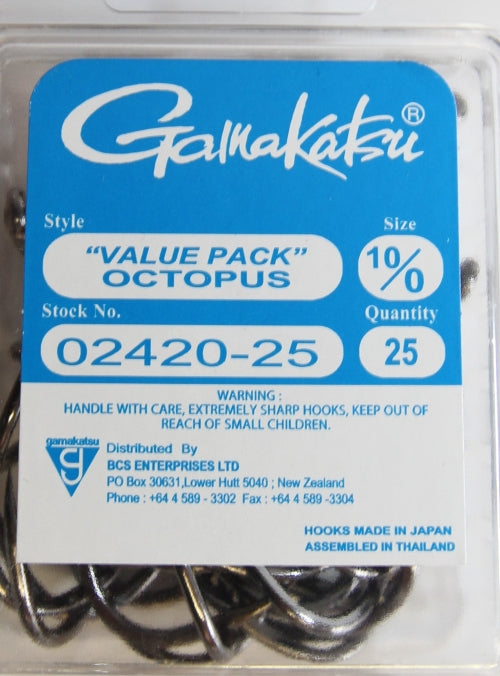 Gamakatsu®
Style
Size
"VALUE PACK"
OCTOPUS
10/0
Stock No.
Quantity
02420-25
25
WARNING :
HANDLE WITH CARE, EXTREMELY SHARP HOOKS, KEEP OUT OF
REACH OF SMALL CHILDREN.
gamakatsu
Distributed By
BCS ENTERPRISES LTD
PO Box 30631,Lower Hutt 5040 ; New Zealand
Phone : +64 4 589 - 3302 Fax : +64 4 589 -3304
HOOKS MADE IN JAPAN
ASSEMBLED IN THAILAND